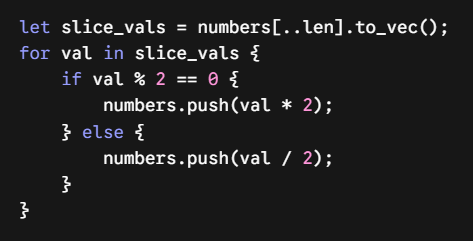 let slice_vals = numbers[..len].to_vec();
for val in slice_vals {
    if val % 2 == 0 {
        numbers.push(val * 2);
    } else {
        numbers.push(val / 2);
    }
}